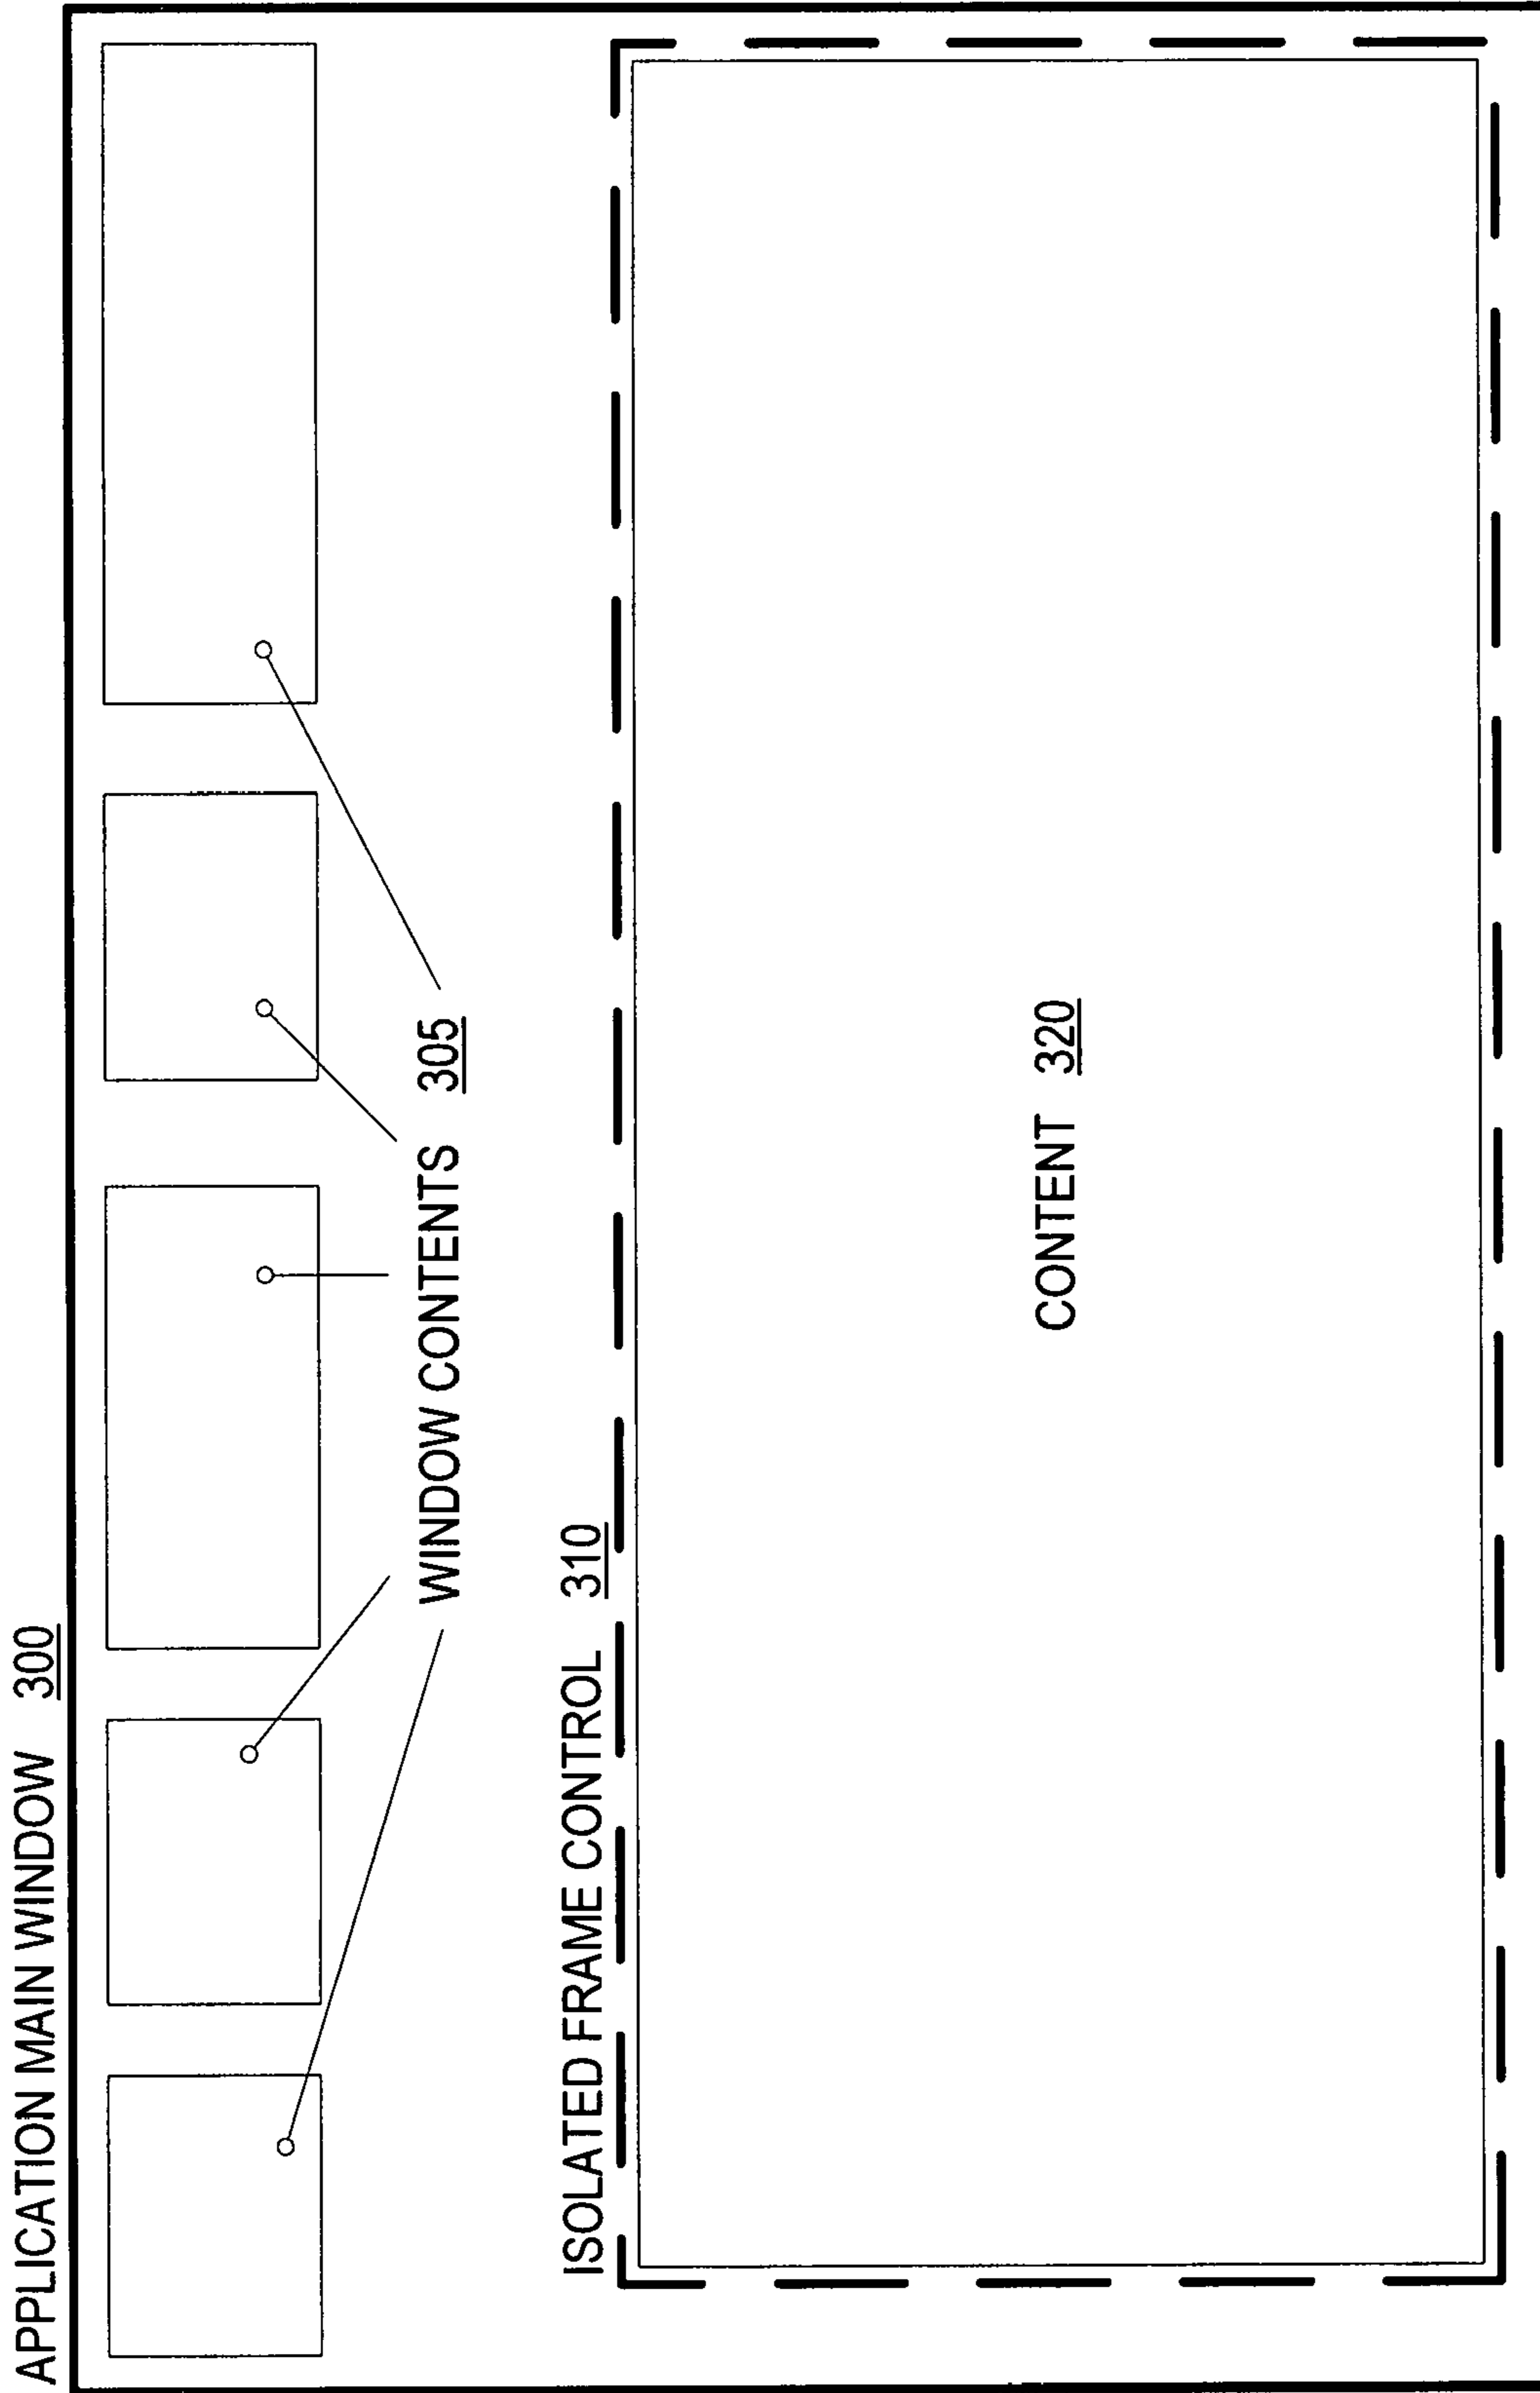 APPLICATION MAIN WINDOW 300
WINDOW CONTENTS 305
ISOLATED FRAME CONTROL 310
CONTENT 320